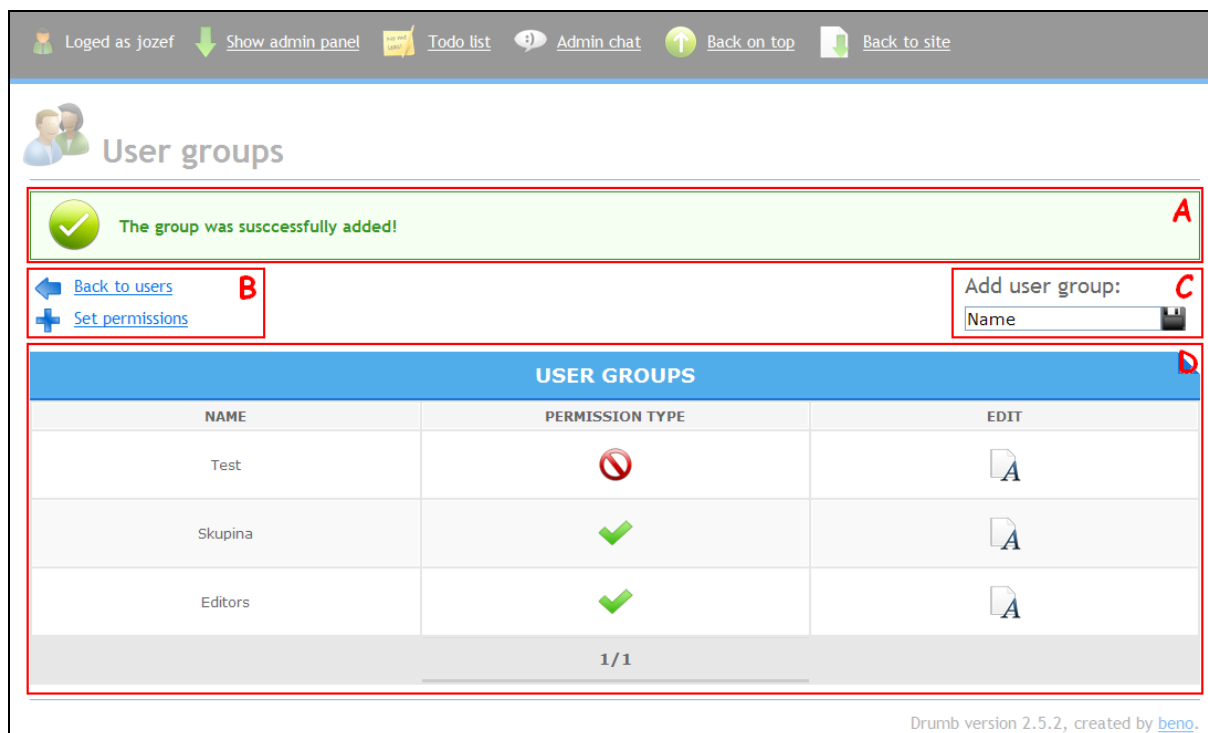 Loged as jozef Show admin panel Todo list Admin chat Back on top Back to site
User groups
A
The group was susccessfully added!
Back to users B
Set permissions
Add user group: C
Name
D
USER GROUPS
NAME PERMISSION TYPE EDIT
Test A
Skupina A
Editors A
1/1
Drumb version 2.5.2, created by beno.